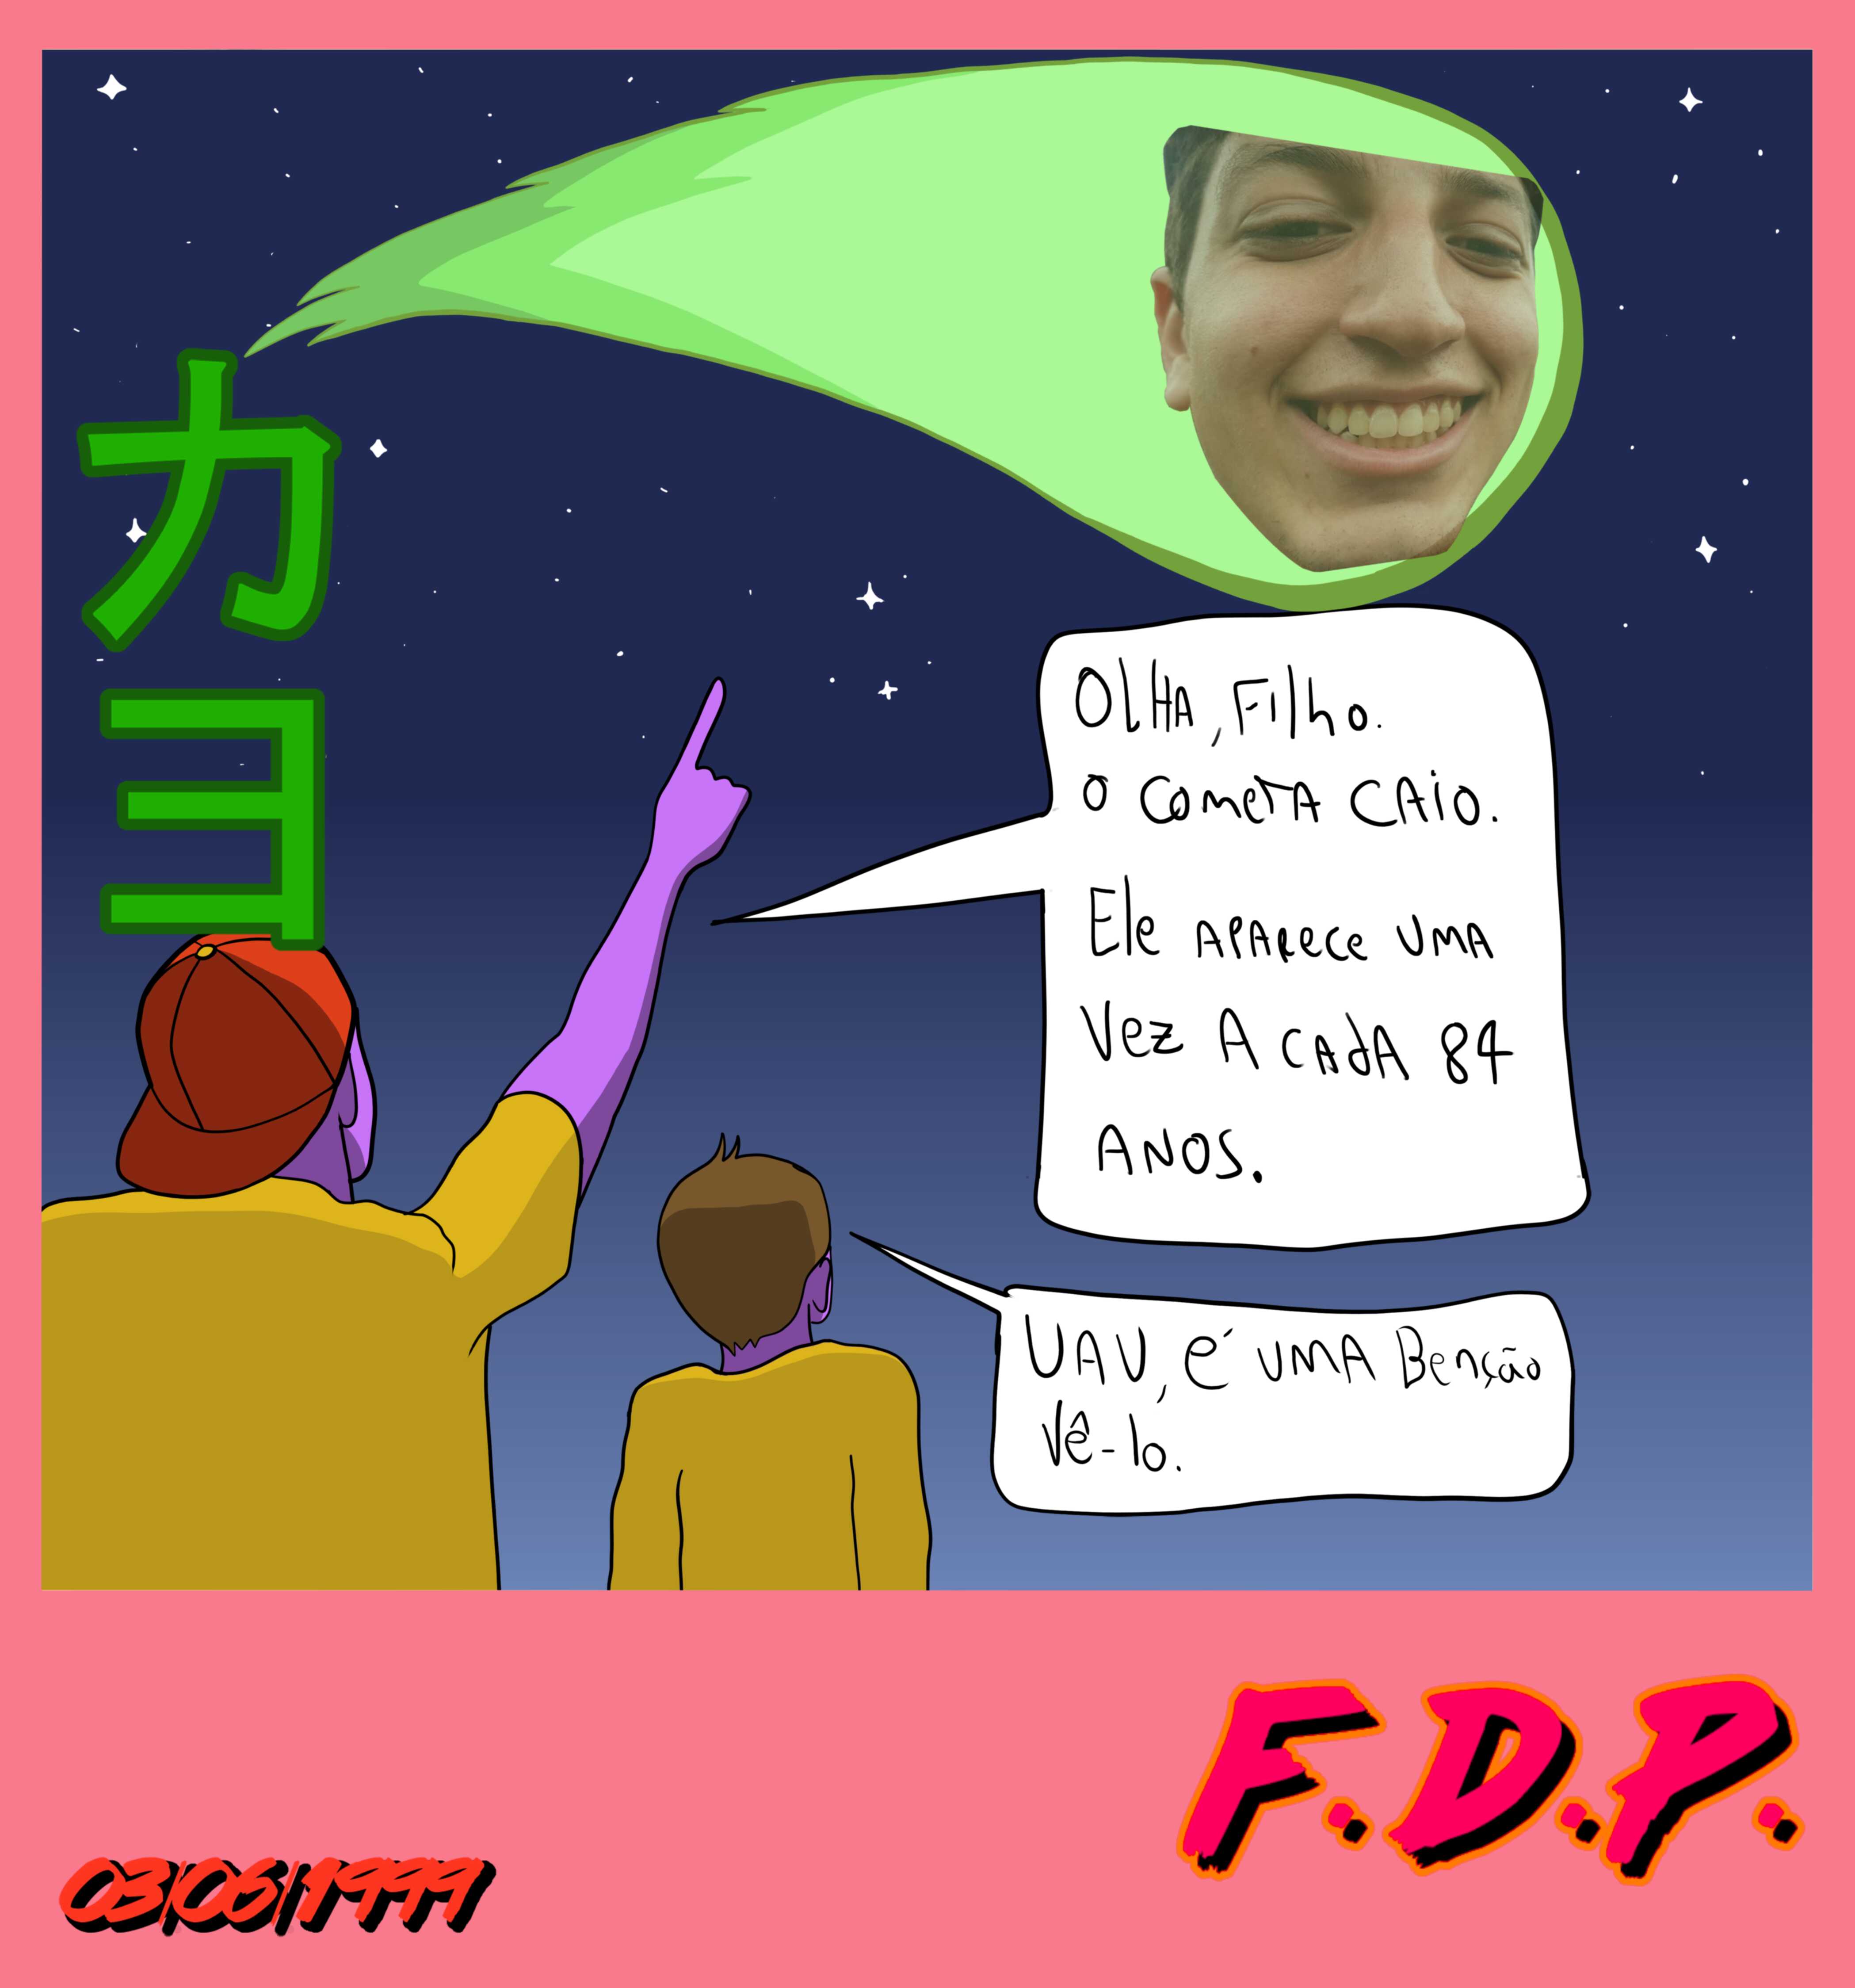 カヨ
OLHA, Filho.
O COMETA CAIO.
Ele APARECE UMA
Vez A CADA 84
ANOS.
UAU, é UMA Benção
Vê-lo.
F.D.P.
03/06/1999